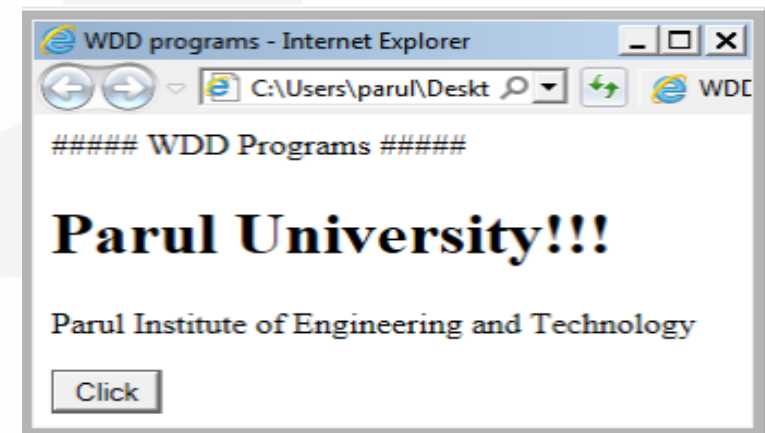 WDD programs - Internet Explorer
C:\Users\parul\Deskt
WDD
##### WDD Programs #####
Parul University!!!
Parul Institute of Engineering and Technology
Click